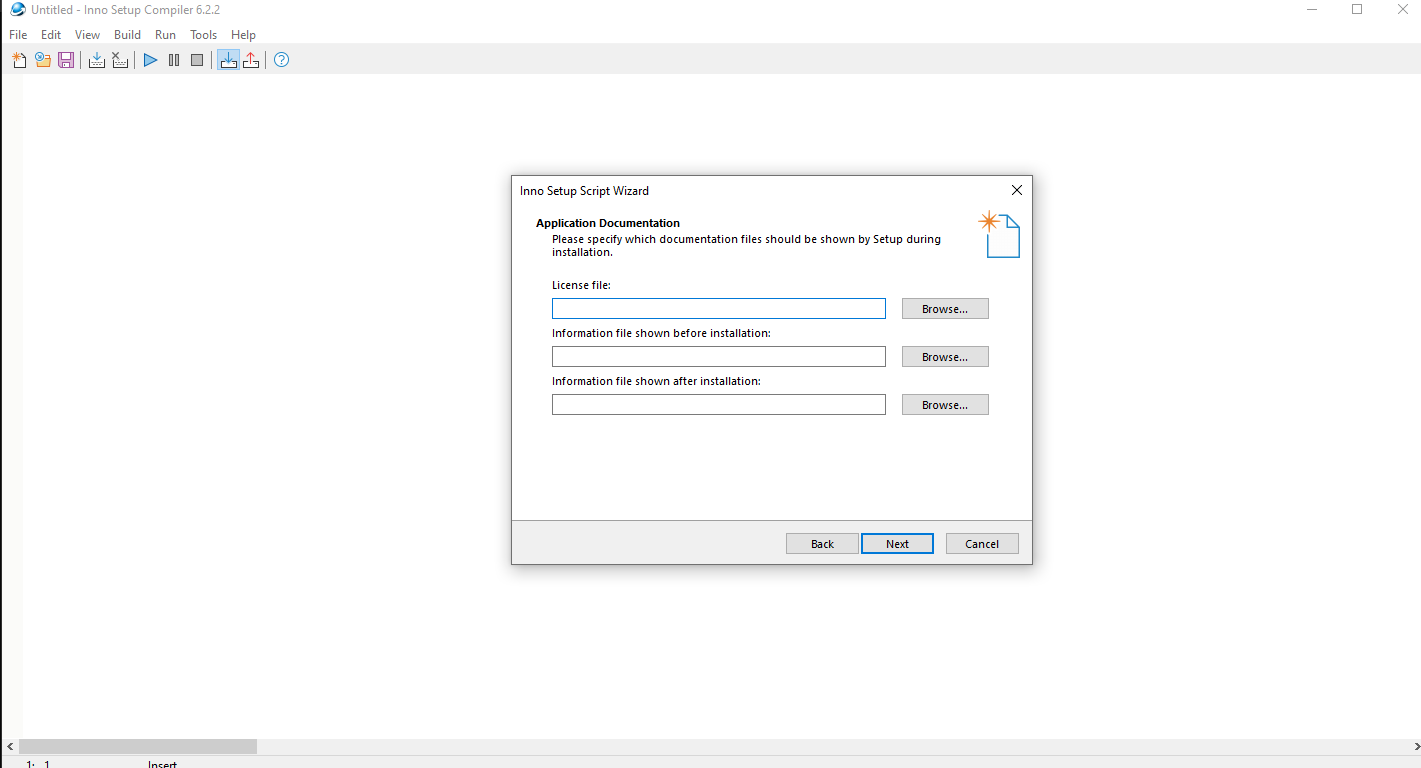 Untitled - Inno Setup Compiler 6.2.2
File Edit View Build Run Tools Help
Inno Setup Script Wizard
Application Documentation
Please specify which documentation files should be shown by Setup during
installation.
License file:
Browse...
Information file shown before installation:
Browse...
Information file shown after installation:
Browse...
Back Next Cancel
1: 1 Insert